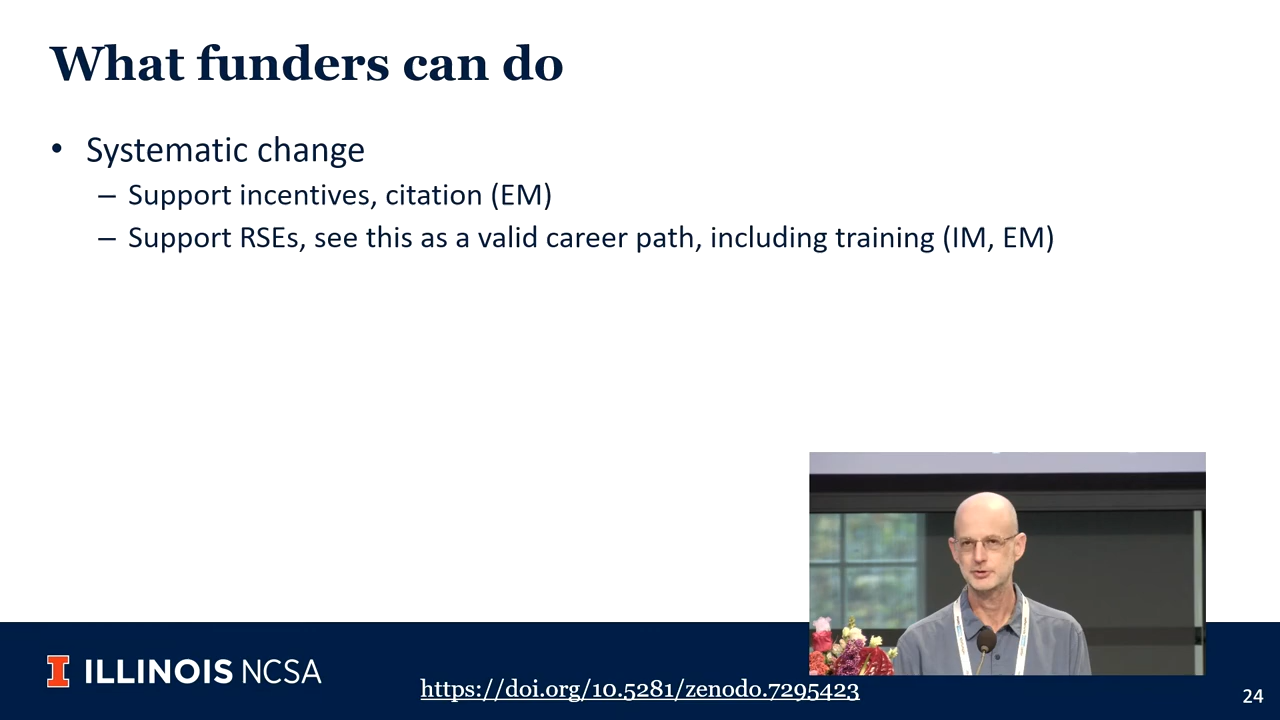 What funders can do
• Systematic change
– Support incentives, citation (EM)
– Support RSEs, see this as a valid career path, including training (IM, EM)
I ILLINOIS NCSA
https://doi.org/10.5281/zenodo.7295423
24